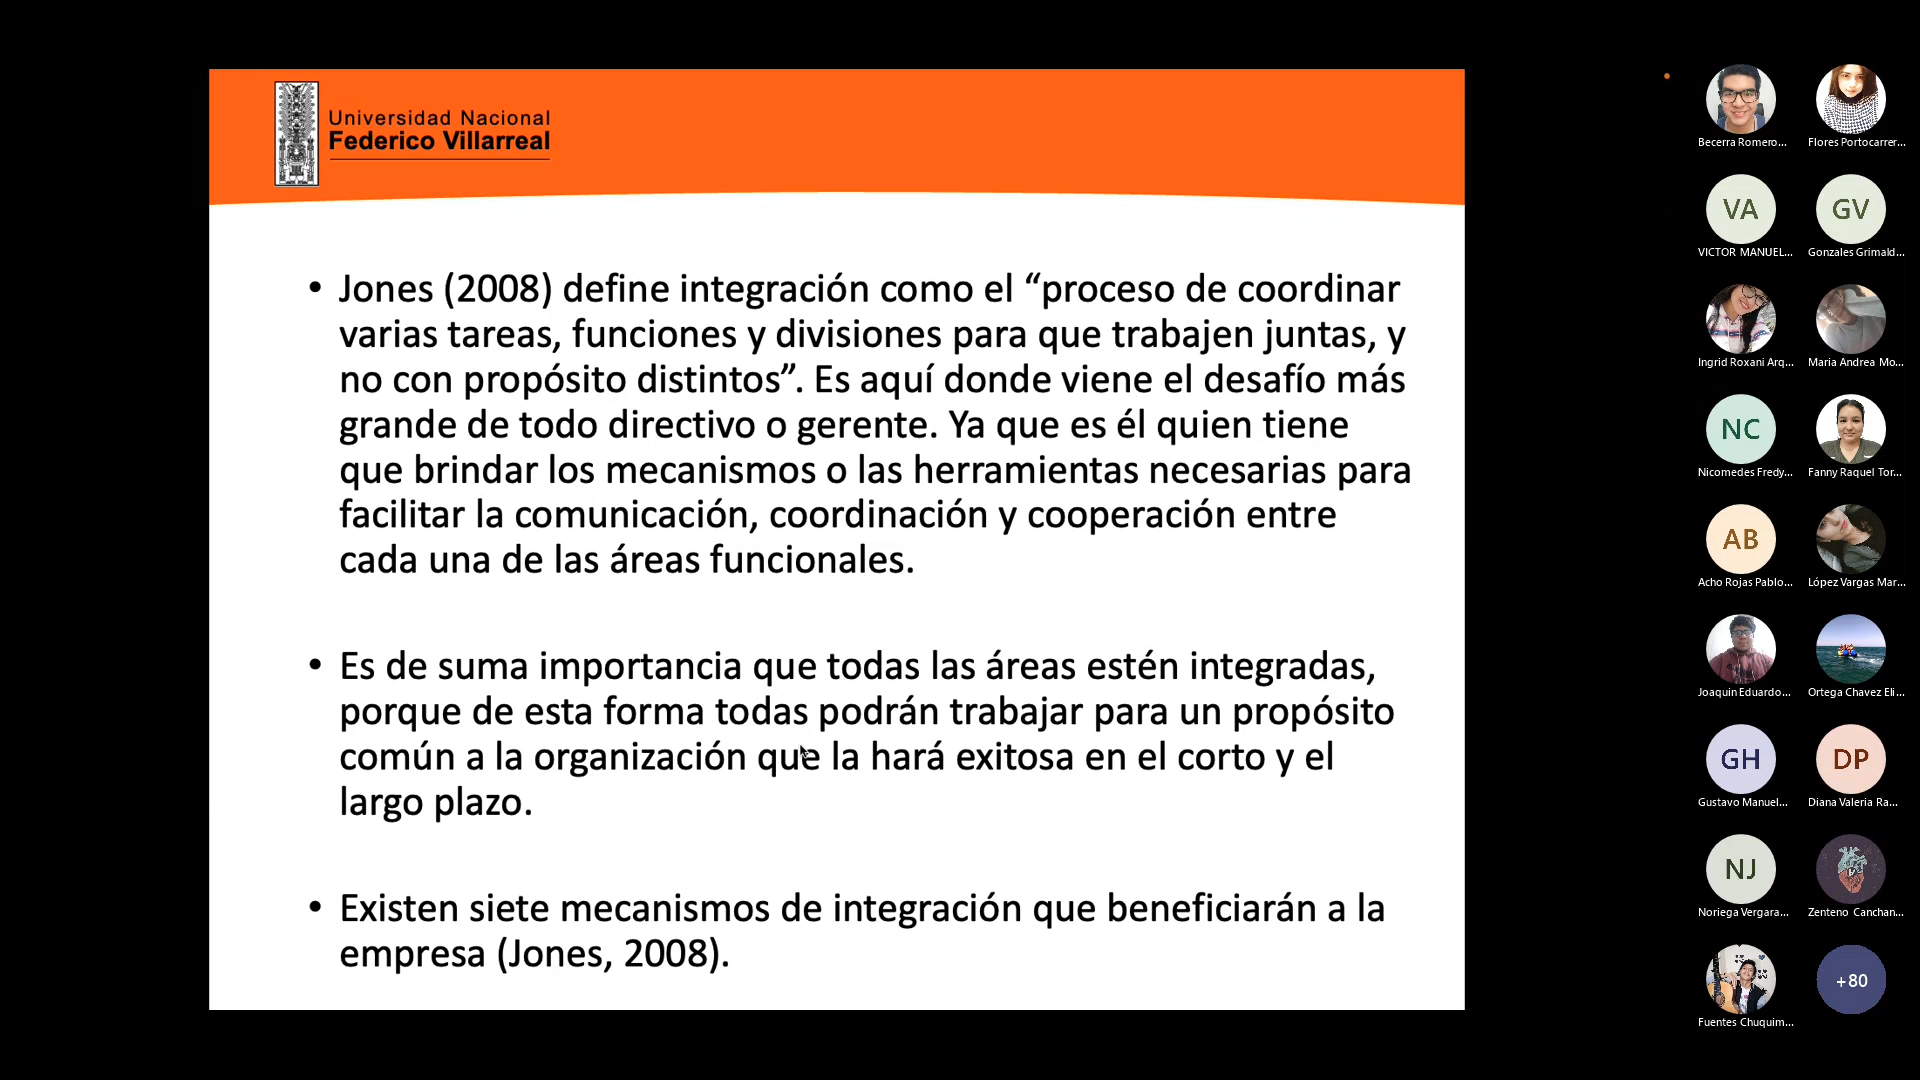 Universidad Nacional
Federico Villarreal
• Jones (2008) define integración como el “proceso de coordinar
varias tareas, funciones y divisiones para que trabajen juntas, y
no con propósito distintos”. Es aquí donde viene el desafío más
grande de todo directivo o gerente. Ya que es él quien tiene
que brindar los mecanismos o las herramientas necesarias para
facilitar la comunicación, coordinación y cooperación entre
cada una de las áreas funcionales.
• Es de suma importancia que todas las áreas estén integradas,
porque de esta forma todas podrán trabajar para un propósito
común a la organización que la hará exitosa en el corto y el
largo plazo.
• Existen siete mecanismos de integración que beneficiarán a la
empresa (Jones, 2008).
Becerra Romero...
Flores Portocarrer...
VA
GV
VICTOR MANUEL...
Gonzales Grimald...
Ingrid Roxani Arq...
Maria Andrea Mo...
NC
Nicomedes Fredy...
Fanny Raquel Tor...
AB
Acho Rojas Pablo...
López Vargas Mar...
Joaquin Eduardo...
Ortega Chavez Eli...
GH
DP
Gustavo Manuel...
Diana Valeria Ra...
NJ
Noriega Vergara...
Zenteno Canchan...
+80
Fuentes Chuquim...